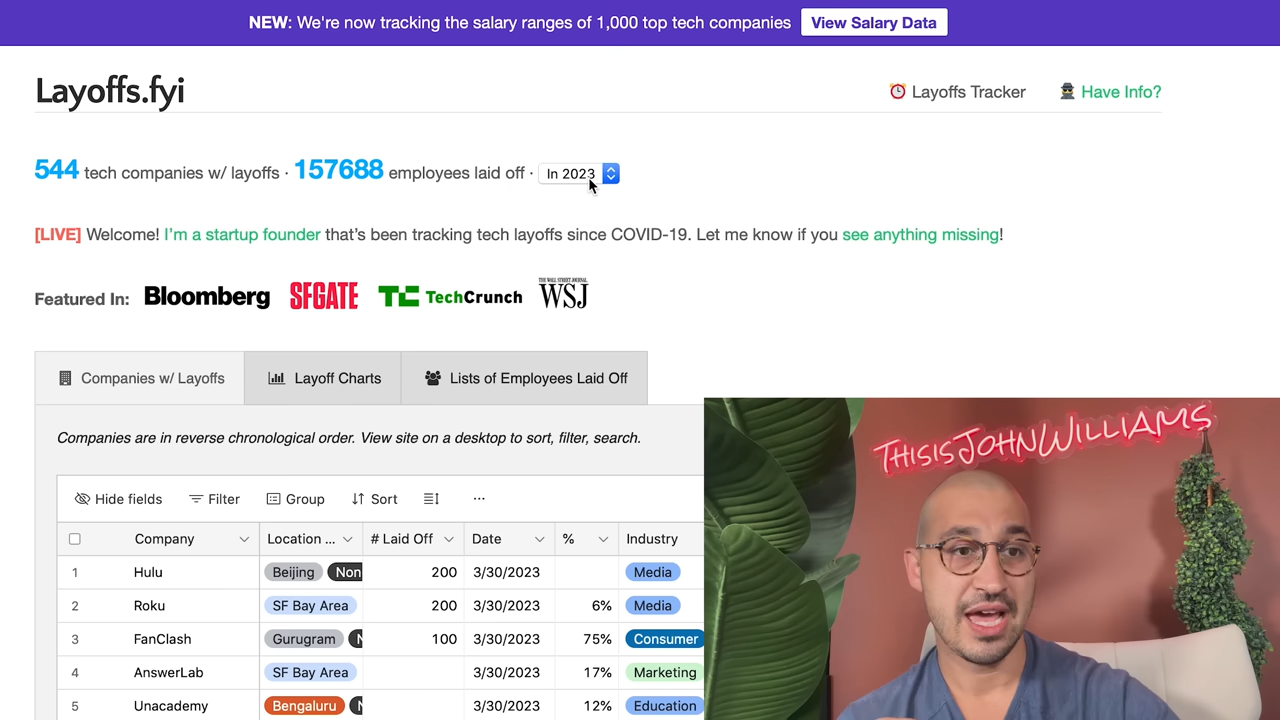 NEW: We're now tracking the salary ranges of 1,000 top tech companies View Salary Data
Layoffs.fyi
Layoffs Tracker Have Info?
544 tech companies w/ layoffs · 157688 employees laid off · In 2023
[LIVE] Welcome! I'm a startup founder that's been tracking tech layoffs since COVID-19. Let me know if you see anything missing!
Featured In: Bloomberg SFGATE TC TechCrunch THE WALL STREET JOURNAL WSJ
Companies w/ Layoffs Layoff Charts Lists of Employees Laid Off
Companies are in reverse chronological order. View site on a desktop to sort, filter, search.
Hide fields Filter Group Sort ...
Company Location ... # Laid Off Date % Industry
1 Hulu Beijing Non 200 3/30/2023 Media
2 Roku SF Bay Area 200 3/30/2023 6% Media
3 FanClash Gurugram N 100 3/30/2023 75% Consumer
4 AnswerLab SF Bay Area 3/30/2023 17% Marketing
5 Unacademy Bengaluru N 3/30/2023 12% Education
THISISJOHNWILLIAMS